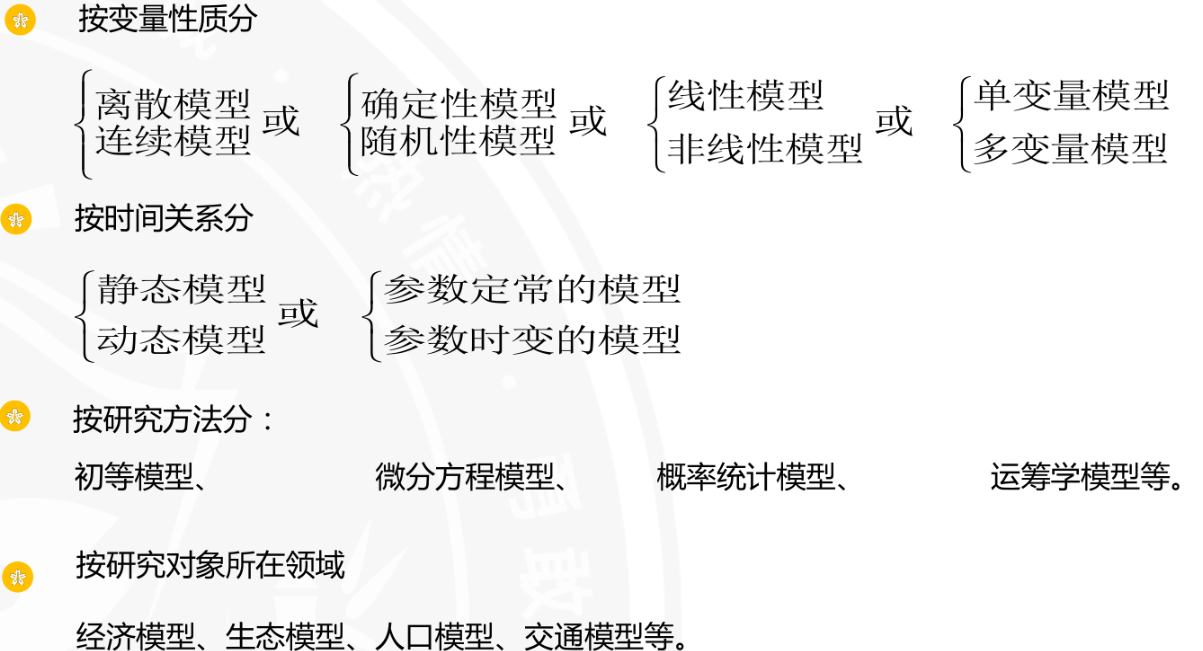 按变量性质分
离散模型 或 确定性模型 或 线性模型 或 单变量模型
连续模型 随机性模型 非线性模型 多变量模型
按时间关系分
静态模型 或 参数定常的模型
动态模型 参数时变的模型
按研究方法分：
初等模型、 微分方程模型、 概率统计模型、 运筹学模型等。
按研究对象所在领域
经济模型、生态模型、人口模型、交通模型等。
热情
勇敢